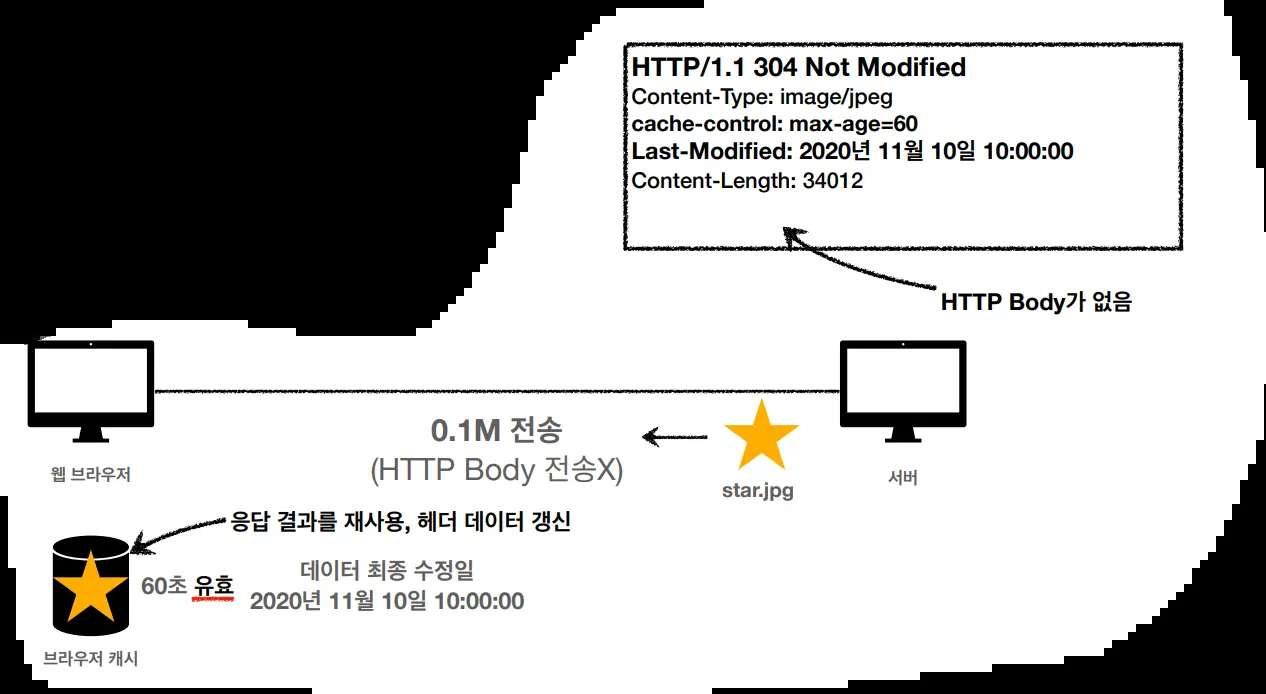 HTTP/1.1 304 Not Modified
Content-Type: image/jpeg
cache-control: max-age=60
Last-Modified: 2020년 11월 10일 10:00:00
Content-Length: 34012
HTTP Body가 없음
0.1M 전송
(HTTP Body 전송X)
star.jpg
웹 브라우저
서버
응답 결과를 재사용, 헤더 데이터 갱신
60초 유효
데이터 최종 수정일
2020년 11월 10일 10:00:00
브라우저 캐시